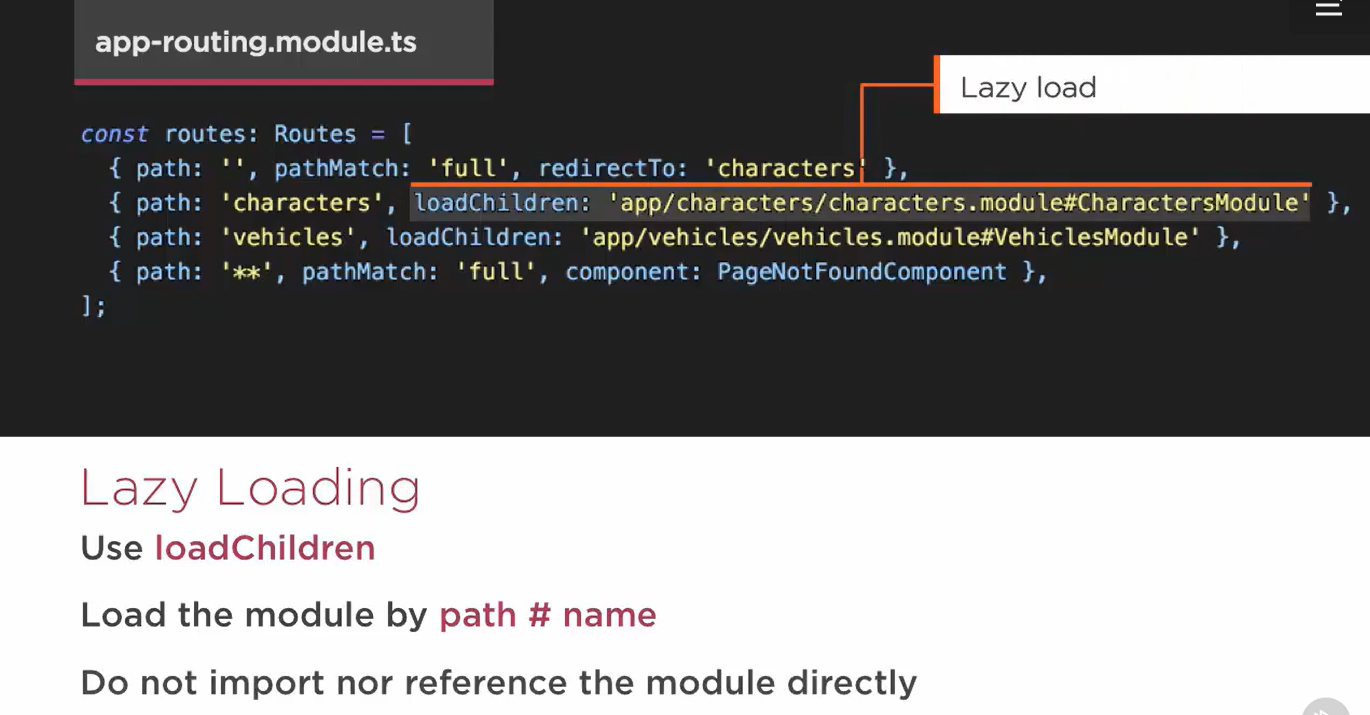 app-routing.module.ts
Lazy load
const routes: Routes = [
  { path: '', pathMatch: 'full', redirectTo: 'characters' },
  { path: 'characters', loadChildren: 'app/characters/characters.module#CharactersModule' },
  { path: 'vehicles', loadChildren: 'app/vehicles/vehicles.module#VehiclesModule' },
  { path: '**', pathMatch: 'full', component: PageNotFoundComponent },
];
Lazy Loading
Use loadChildren
Load the module by path # name
Do not import nor reference the module directly